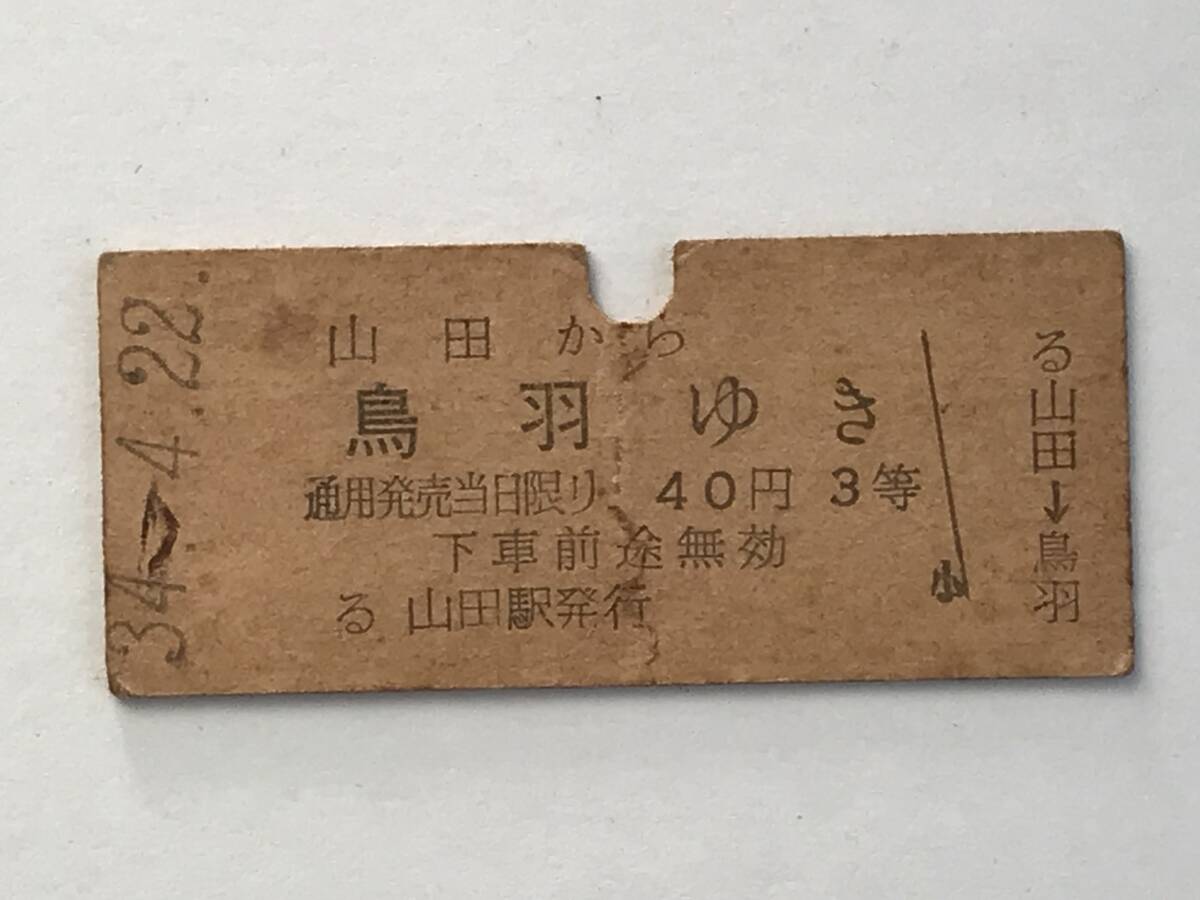 34.-4.22.
山田から
鳥羽ゆき
通用発売当日限り 40円 3等
下車前途無効
る 山田駅発行
小
る山田→鳥羽